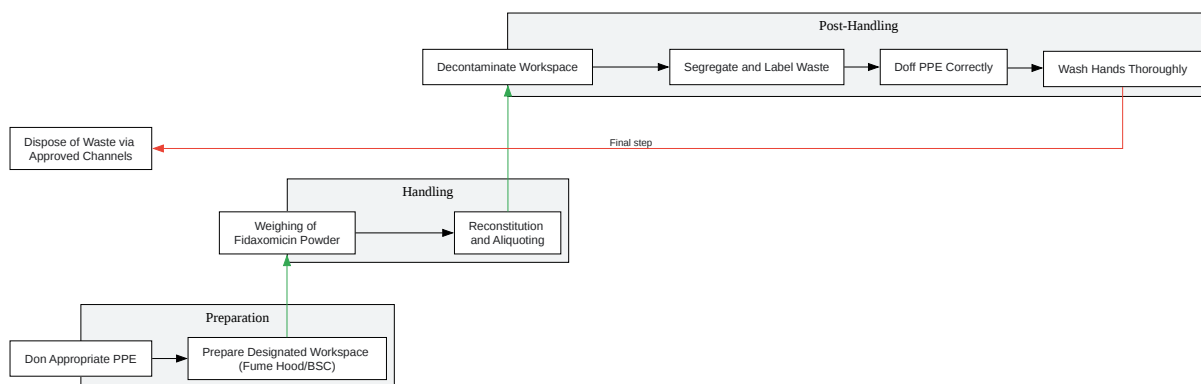 Post-Handling
Decontaminate Workspace
Segregate and Label Waste
Doff PPE Correctly
Wash Hands Thoroughly
Dispose of Waste via
Approved Channels
Final step
Handling
Weighing of
Fidaxomicin Powder
Reconstitution
and Aliquoting
Preparation
Don Appropriate PPE
Prepare Designated Workspace
(Fume Hood/BSC)